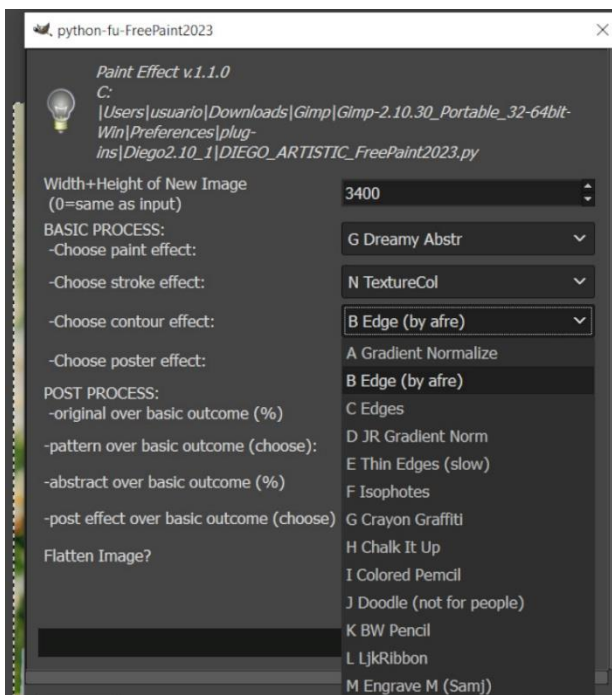 python-fu-FreePaint2023
Paint Effect v.1.1.0
C:
|Users|usuario|Downloads|Gimp|Gimp-2.10.30_Portable_32-64bit-
Win|Preferences|plug-
ins|Diego2.10_1|DIEGO_ARTISTIC_FreePaint2023.py
Width+Height of New Image
(0=same as input)
3400
BASIC PROCESS:
-Choose paint effect:
G Dreamy Abstr
-Choose stroke effect:
N TextureCol
-Choose contour effect:
B Edge (by afre)
-Choose poster effect:
POST PROCESS:
-original over basic outcome (%)
-pattern over basic outcome (choose):
-abstract over basic outcome (%)
-post effect over basic outcome (choose)
Flatten Image?
A Gradient Normalize
B Edge (by afre)
C Edges
D JR Gradient Norm
E Thin Edges (slow)
F Isophotes
G Crayon Graffiti
H Chalk It Up
I Colored Pemcil
J Doodle (not for people)
K BW Pencil
L LjkRibbon
M Engrave M (Samj)